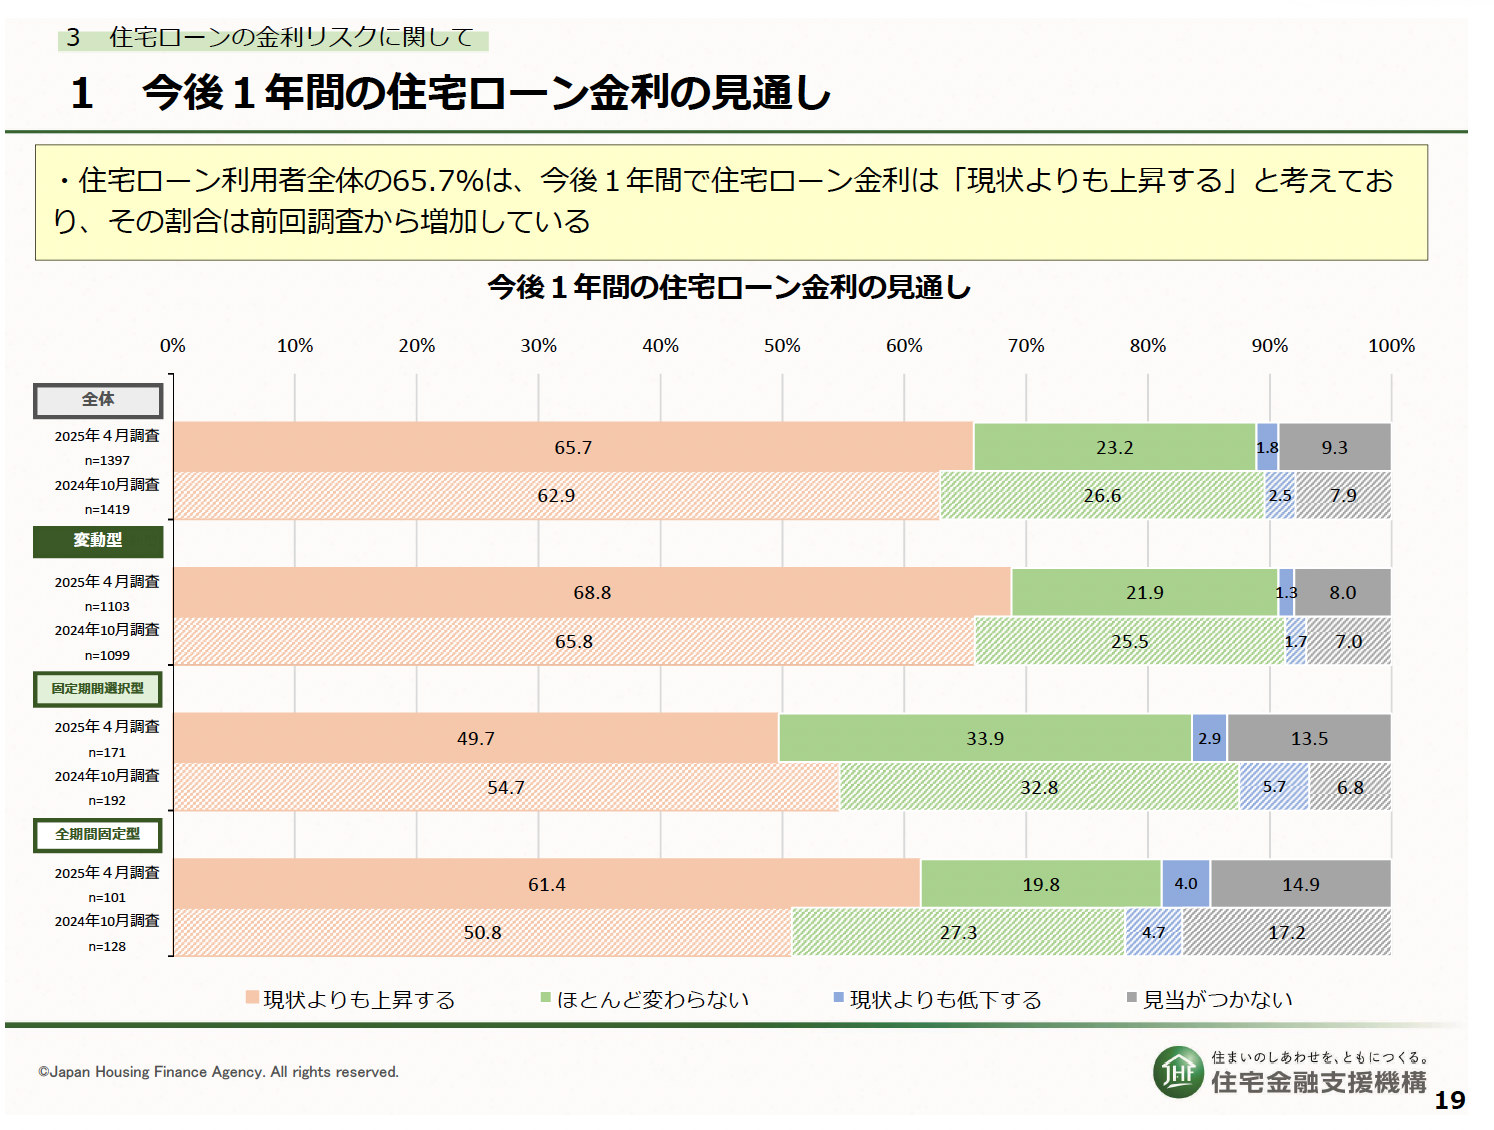 3　住宅ローンの金利リスクに関して
1　今後１年間の住宅ローン金利の見通し
・住宅ローン利用者全体の65.7%は、今後１年間で住宅ローン金利は「現状よりも上昇する」と考えてお
り、その割合は前回調査から増加している
今後１年間の住宅ローン金利の見通し
0% 10% 20% 30% 40% 50% 60% 70% 80% 90% 100%
全体
2025年４月調査
n=1397
65.7 23.2 1.8 9.3
2024年10月調査
n=1419
62.9 26.6 2.5 7.9
変動型
2025年４月調査
n=1103
68.8 21.9 1.3 8.0
2024年10月調査
n=1099
65.8 25.5 1.7 7.0
固定期間選択型
2025年４月調査
n=171
49.7 33.9 2.9 13.5
2024年10月調査
n=192
54.7 32.8 5.7 6.8
全期間固定型
2025年４月調査
n=101
61.4 19.8 4.0 14.9
2024年10月調査
n=128
50.8 27.3 4.7 17.2
現状よりも上昇する ほとんど変わらない 現状よりも低下する 見当がつかない
©Japan Housing Finance Agency. All rights reserved.
JHF
住まいのしあわせを、ともにつくる。
住宅金融支援機構
19